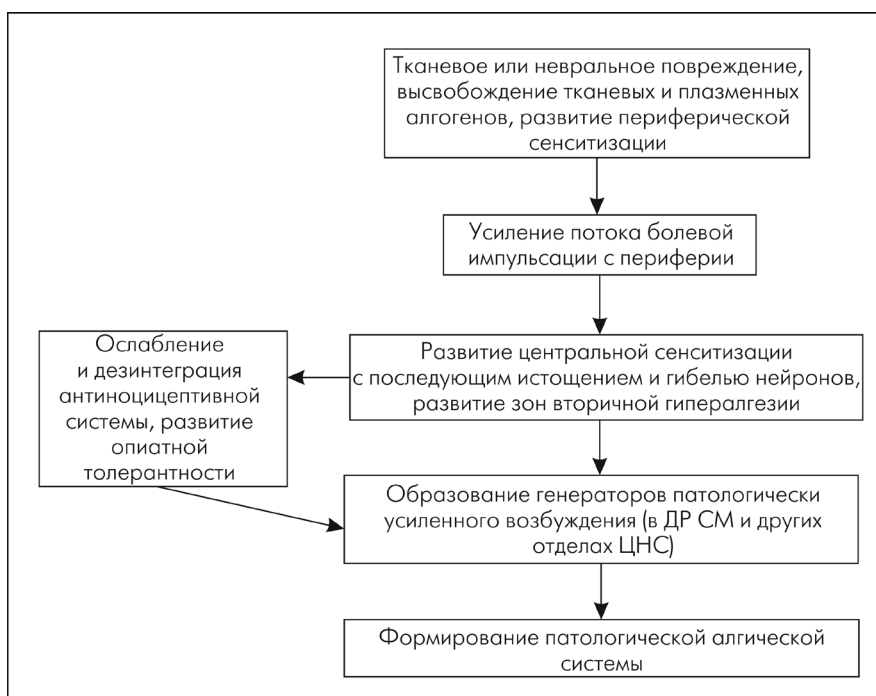 Тканевое или невральное повреждение,
высвобождение тканевых и плазменных
алгогенов, развитие периферической
сенситизации
Усиление потока болевой
импульсации с периферии
Ослабление
и дезинтеграция
антиноцицептивной
системы, развитие
опиатной
толерантности
Развитие центральной сенситизации
с последующим истощением и гибелью нейронов,
развитие зон вторичной гипералгезии
Образование генераторов патологически
усиленного возбуждения (в ДР СМ и других
отделах ЦНС)
Формирование патологической алгической
системы